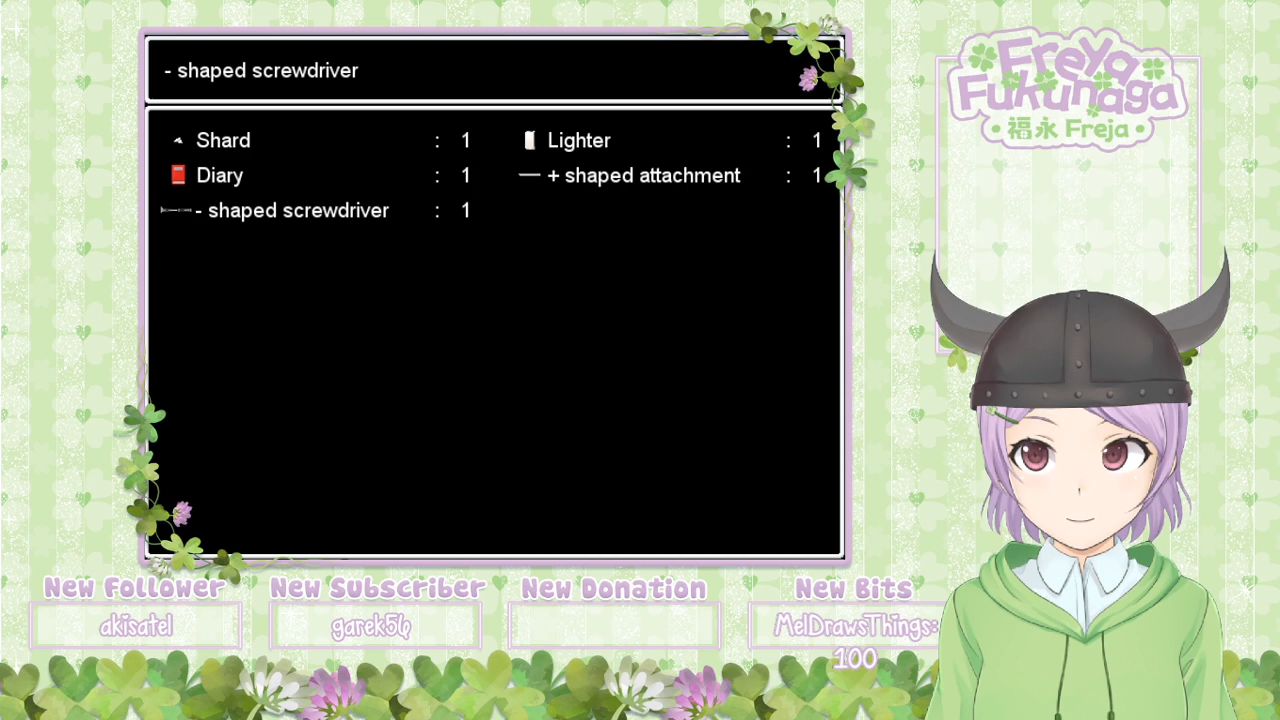 - shaped screwdriver
Shard : 1
Lighter : 1
Diary : 1
+ shaped attachment : 1
- shaped screwdriver : 1
Freya
Fukunaga
• 福永 Freja •
New Follower
akisatel
New Subscriber
garek56
New Donation
New Bits
MelDrawsThings:
100